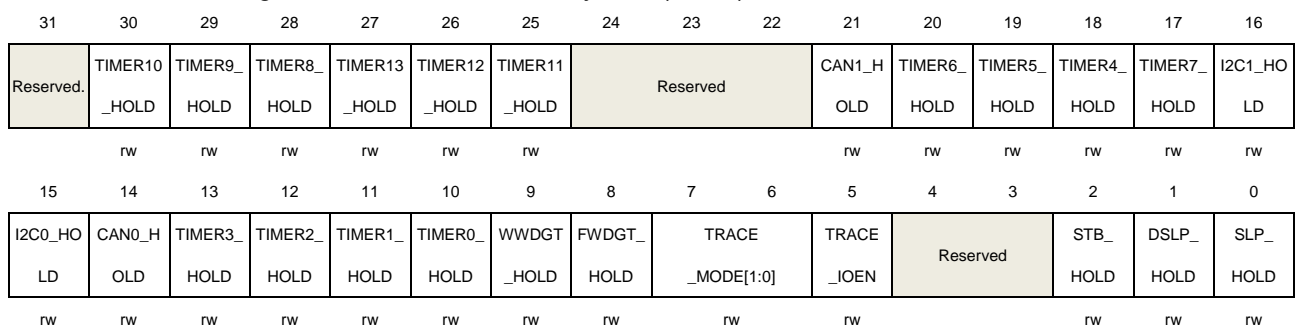 31 30 29 28 27 26 25 24 23 22 21 20 19 18 17 16
Reserved. TIMER10 TIMER9_ TIMER8_ TIMER13 TIMER12 TIMER11 Reserved CAN1_H TIMER6_ TIMER5_ TIMER4_ TIMER7_ I2C1_HO
_HOLD HOLD HOLD _HOLD _HOLD _HOLD OLD HOLD HOLD HOLD HOLD LD
rw rw rw rw rw rw rw rw rw rw rw rw
15 14 13 12 11 10 9 8 7 6 5 4 3 2 1 0
I2C0_HO CAN0_H TIMER3_ TIMER2_ TIMER1_ TIMER0_ WWDGT FWDGT_ TRACE TRACE Reserved STB_ DSLP_ SLP_
LD OLD HOLD HOLD HOLD HOLD _HOLD HOLD _MODE[1:0] _IOEN HOLD HOLD HOLD
rw rw rw rw rw rw rw rw rw rw rw rw rw